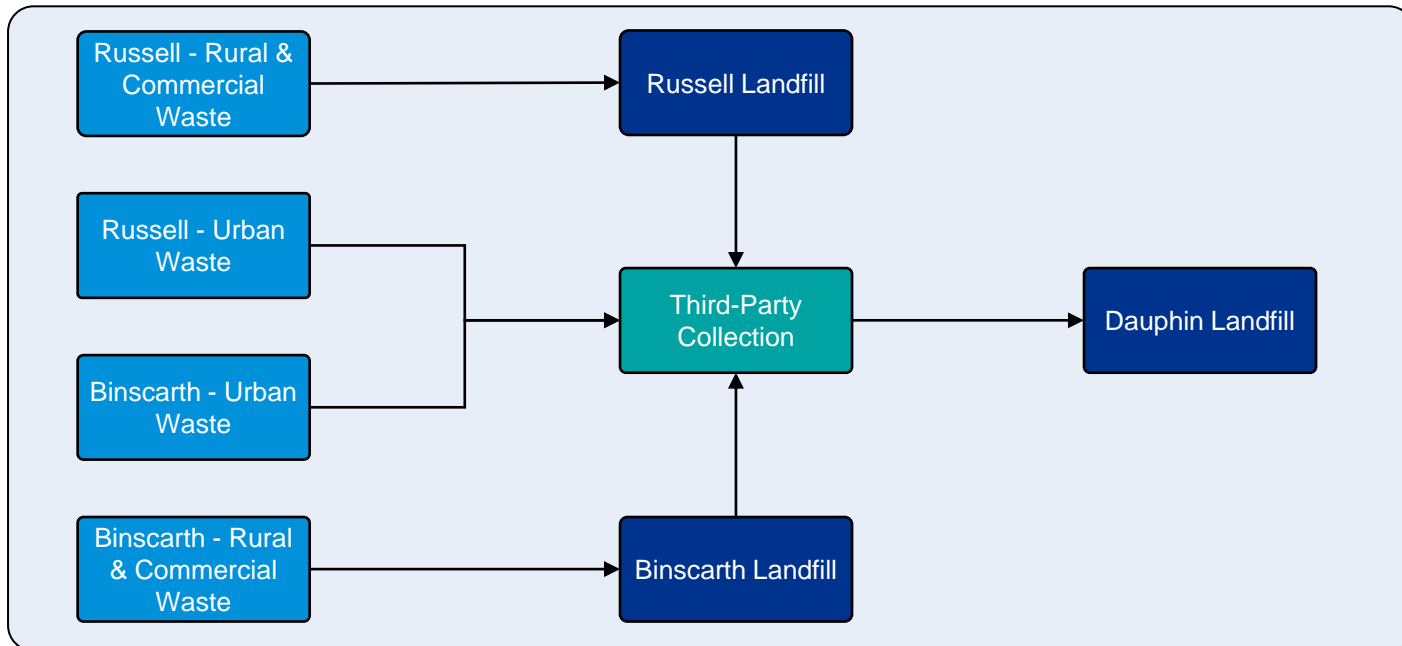 Russell - Rural &
Commercial
Waste
Russell Landfill
Russell - Urban
Waste
Third-Party
Collection
Dauphin Landfill
Binscarth - Urban
Waste
Binscarth - Rural
& Commercial
Waste
Binscarth Landfill